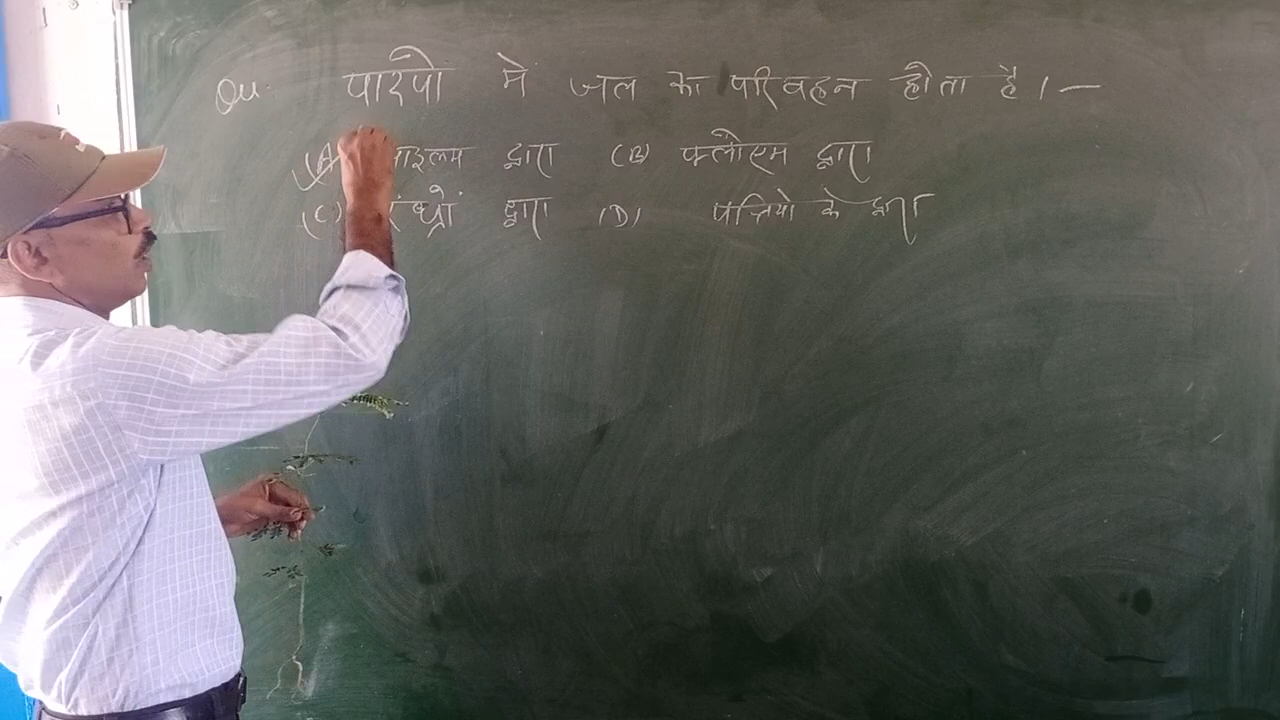 Qu. पादपो में जल का परिवहन होता है।—
(A) जाइलम द्वारा (B) फ्लोएम द्वारा
(C) रंध्रों द्वारा (D) पत्तियो के द्वारा